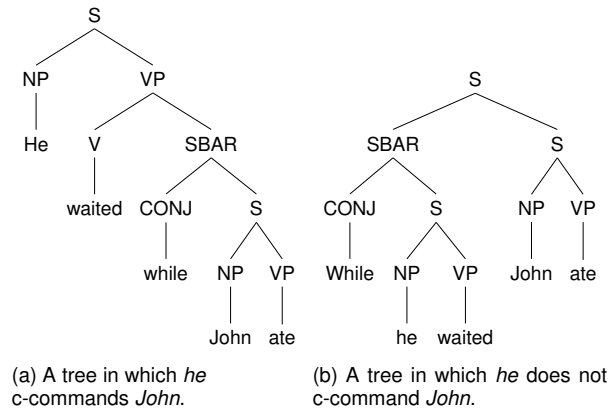 S
NP VP
He V SBAR
waited CONJ S
while NP VP
John ate
(a) A tree in which he
c-commands John.
S
SBAR S
CONJ S NP VP
While NP VP John ate
he waited
(b) A tree in which he does not
c-command John.